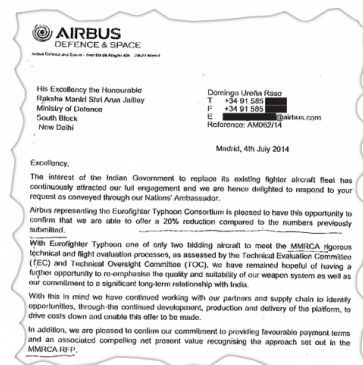 AIRBUS
DEFENCE & SPACE
His Excellency the Honourable
Raksha Mantri Shri Arun Jaitley
Ministry of Defence
South Block
New Delhi
Domingo Ureña Raso
T +34 91 585
F +34 91 585
E @airbus.com
Reference: AM062/14
Madrid, 4th July 2014
Excellency,
The interest of the Indian Government to replace its existing fighter aircraft fleet has
continuously attracted our full engagement and we are hence delighted to respond to your
request as conveyed through our Nations' Ambassador.
Airbus representing the Eurofighter Typhoon Consortium is pleased to have this opportunity to
confirm that we are able to offer a 20% reduction compared to the numbers previously
submitted.
With Eurofighter Typhoon one of only two bidding aircraft to meet the MMRCA rigorous
technical and flight evaluation processes, as assessed by the Technical Evaluation Committee
(TEC) and Technical Oversight Committee (TOC), we have remained hopeful of having a
further opportunity to re-emphasise the quality and suitability of our weapon system as well as
our commitment to a significant long-term relationship with India.
With this in mind we have continued working with our partners and supply chain to identify
opportunities, through-the continued development, production and delivery of the platform, to
drive costs down and enable this offer to be made.
In addition, we are pleased to confirm our commitment to providing favourable payment terms
and an associated compelling net present value recognising the approach set out in the
MMRCA RFP.